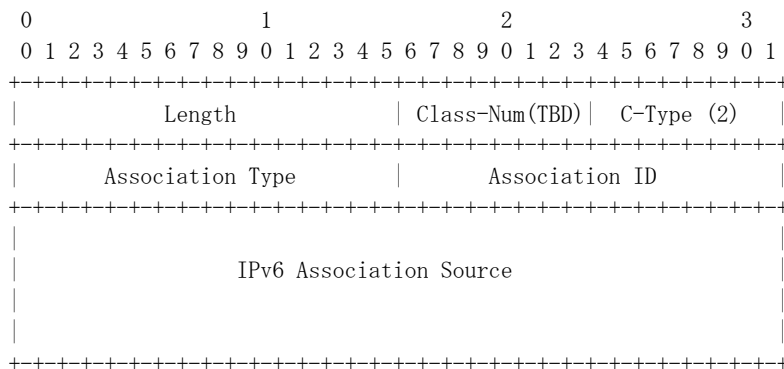 0                   1                   2                   3
 0 1 2 3 4 5 6 7 8 9 0 1 2 3 4 5 6 7 8 9 0 1 2 3 4 5 6 7 8 9 0 1
+-+-+-+-+-+-+-+-+-+-+-+-+-+-+-+-+-+-+-+-+-+-+-+-+-+-+-+-+-+-+-+-+
|            Length             | Class-Num(TBD)|  C-Type (2)   |
+-+-+-+-+-+-+-+-+-+-+-+-+-+-+-+-+-+-+-+-+-+-+-+-+-+-+-+-+-+-+-+-+
|       Association Type        |       Association ID          |
+-+-+-+-+-+-+-+-+-+-+-+-+-+-+-+-+-+-+-+-+-+-+-+-+-+-+-+-+-+-+-+-+
|                                                               |
|                  IPv6 Association Source                      |
|                                                               |
|                                                               |
+-+-+-+-+-+-+-+-+-+-+-+-+-+-+-+-+-+-+-+-+-+-+-+-+-+-+-+-+-+-+-+-+